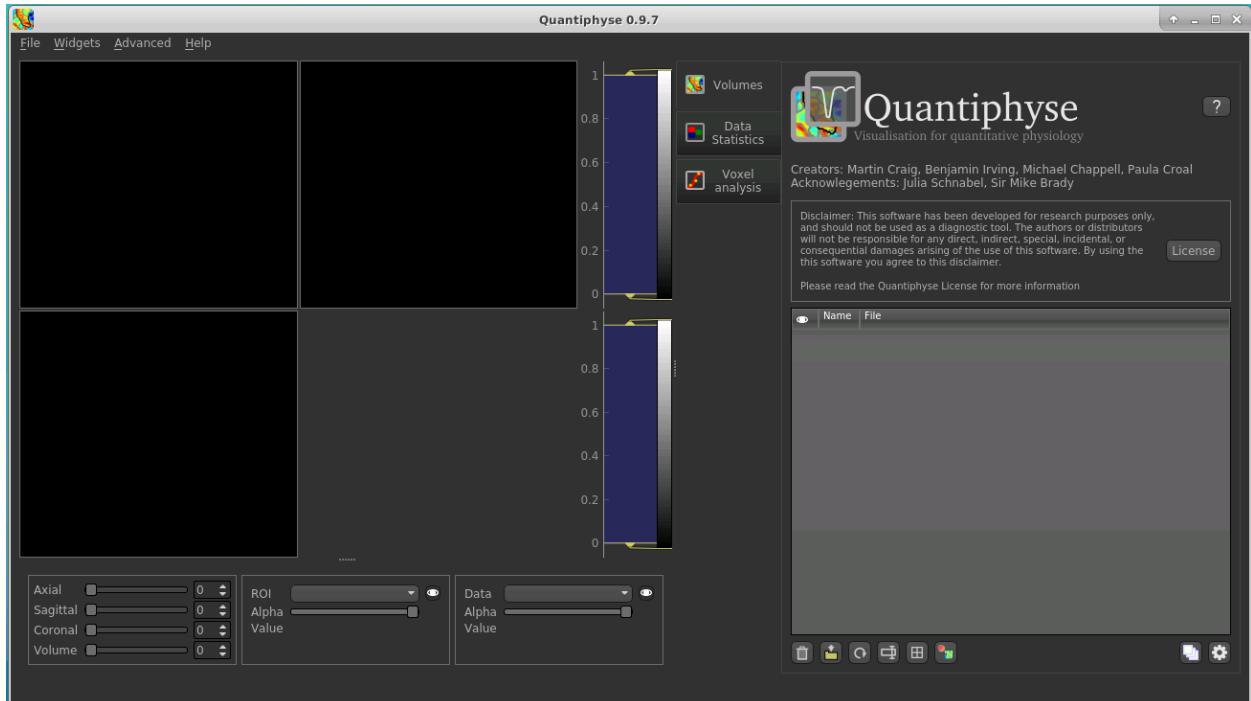 Quantiphyse 0.9.7
File Widgets Advanced Help
1
0.8
0.6
0.4
0.2
0
1
0.8
0.6
0.4
0.2
0
Volumes
Data
Statistics
Voxel
analysis
Quantiphyse
Visualisation for quantitative physiology
?
Creators: Martin Craig, Benjamin Irving, Michael Chappell, Paula Croal
Acknowlegements: Julia Schnabel, Sir Mike Brady
Disclaimer: This software has been developed for research purposes only,
and should not be used as a diagnostic tool. The authors or distributors
will not be responsible for any direct, indirect, special, incidental, or
consequential damages arising of the use of this software. By using the
this software you agree to this disclaimer.
Please read the Quantiphyse License for more information
License
Name File
Axial 0
Sagittal 0
Coronal 0
Volume 0
ROI
Alpha
Value
Data
Alpha
Value